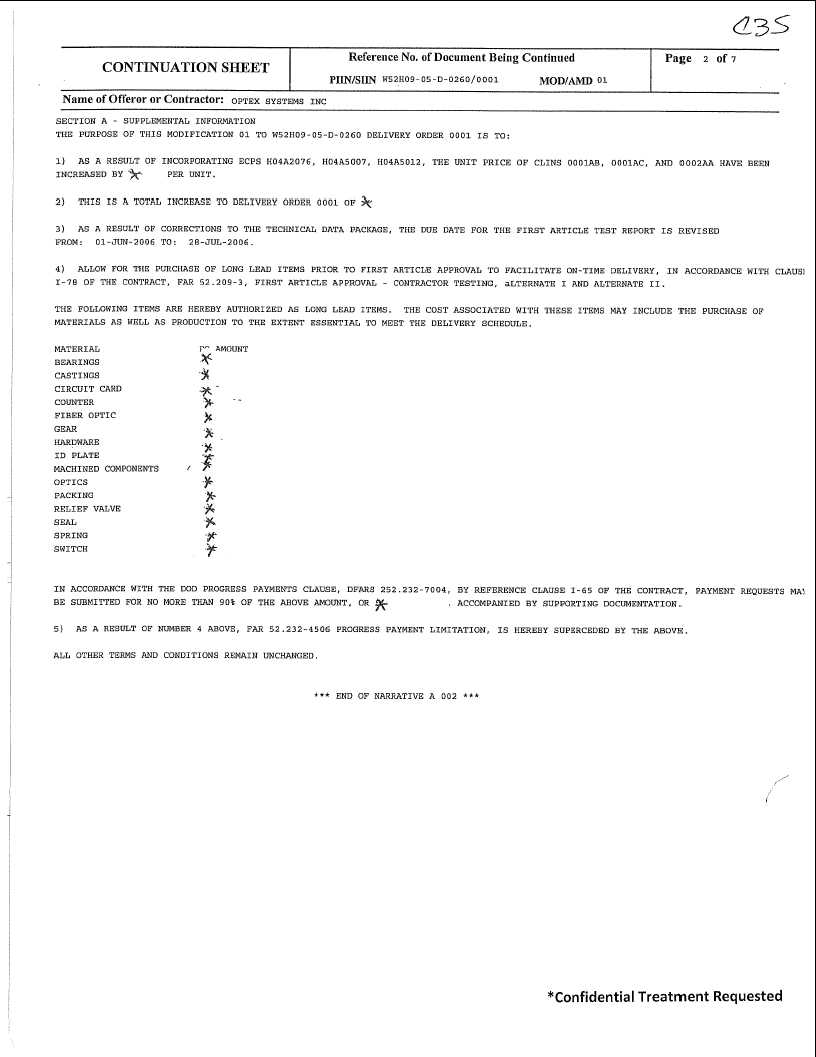 C35
CONTINUATION SHEET
Reference No. of Document Being Continued
PIIN/SIIN W52H09-05-D-0260/0001 MOD/AMD 01
Page 2 of 7
Name of Offeror or Contractor: OPTEX SYSTEMS INC
SECTION A - SUPPLEMENTAL INFORMATION
THE PURPOSE OF THIS MODIFICATION 01 TO W52H09-05-D-0260 DELIVERY ORDER 0001 IS TO:
1) AS A RESULT OF INCORPORATING ECPS H04A2076, H04A5007, H04A5012, THE UNIT PRICE OF CLINS 0001AB, 0001AC, AND 0002AA HAVE BEEN
INCREASED BY * PER UNIT.
2) THIS IS A TOTAL INCREASE TO DELIVERY ORDER 0001 OF *
3) AS A RESULT OF CORRECTIONS TO THE TECHNICAL DATA PACKAGE, THE DUE DATE FOR THE FIRST ARTICLE TEST REPORT IS REVISED
FROM: 01-JUN-2006 TO: 28-JUL-2006.
4) ALLOW FOR THE PURCHASE OF LONG LEAD ITEMS PRIOR TO FIRST ARTICLE APPROVAL TO FACILITATE ON-TIME DELIVERY, IN ACCORDANCE WITH CLAUSE
I-78 OF THE CONTRACT, FAR 52.209-3, FIRST ARTICLE APPROVAL - CONTRACTOR TESTING, aLTERNATE I AND ALTERNATE II.
THE FOLLOWING ITEMS ARE HEREBY AUTHORIZED AS LONG LEAD ITEMS. THE COST ASSOCIATED WITH THESE ITEMS MAY INCLUDE THE PURCHASE OF
MATERIALS AS WELL AS PRODUCTION TO THE EXTENT ESSENTIAL TO MEET THE DELIVERY SCHEDULE.
MATERIAL AMOUNT
BEARINGS *
CASTINGS *
CIRCUIT CARD *
COUNTER *
FIBER OPTIC *
GEAR *
HARDWARE *
ID PLATE *
MACHINED COMPONENTS *
OPTICS *
PACKING *
RELIEF VALVE *
SEAL *
SPRING *
SWITCH *
IN ACCORDANCE WITH THE DOD PROGRESS PAYMENTS CLAUSE, DFARS 252.232-7004, BY REFERENCE CLAUSE I-65 OF THE CONTRACT, PAYMENT REQUESTS MAY
BE SUBMITTED FOR NO MORE THAN 90% OF THE ABOVE AMOUNT, OR * . ACCOMPANIED BY SUPPORTING DOCUMENTATION.
5) AS A RESULT OF NUMBER 4 ABOVE, FAR 52.232-4506 PROGRESS PAYMENT LIMITATION, IS HEREBY SUPERCEDED BY THE ABOVE.
ALL OTHER TERMS AND CONDITIONS REMAIN UNCHANGED.
*** END OF NARRATIVE A 002 ***
*Confidential Treatment Requested